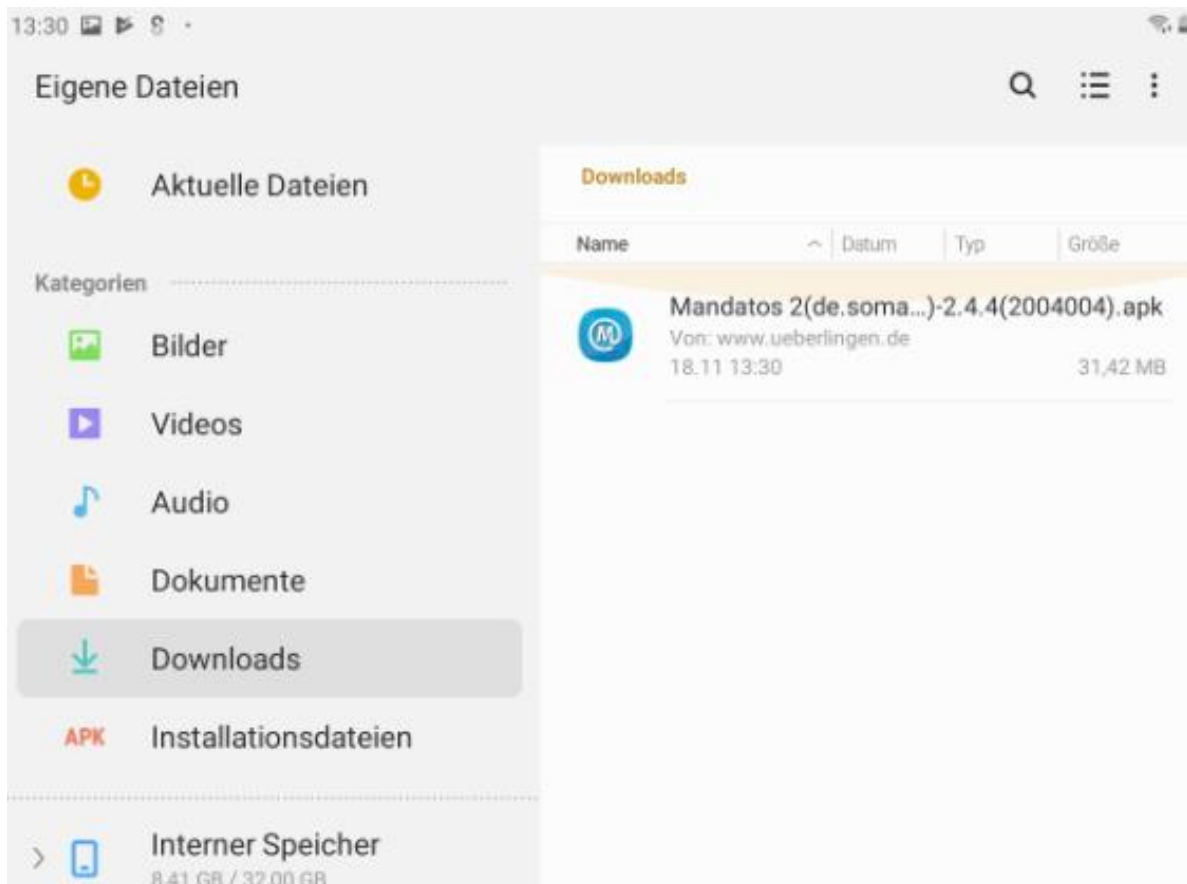 13:30
Eigene Dateien
Aktuelle Dateien
Kategorien
Bilder
Videos
Audio
Dokumente
Downloads
APK Installationsdateien
Interner Speicher
8,41 GB / 32,00 GB
Downloads
Name Datum Typ Größe
Mandatos 2(de.soma...)-2.4.4(2004004).apk
Von: www.ueberlingen.de
18.11 13:30 31,42 MB